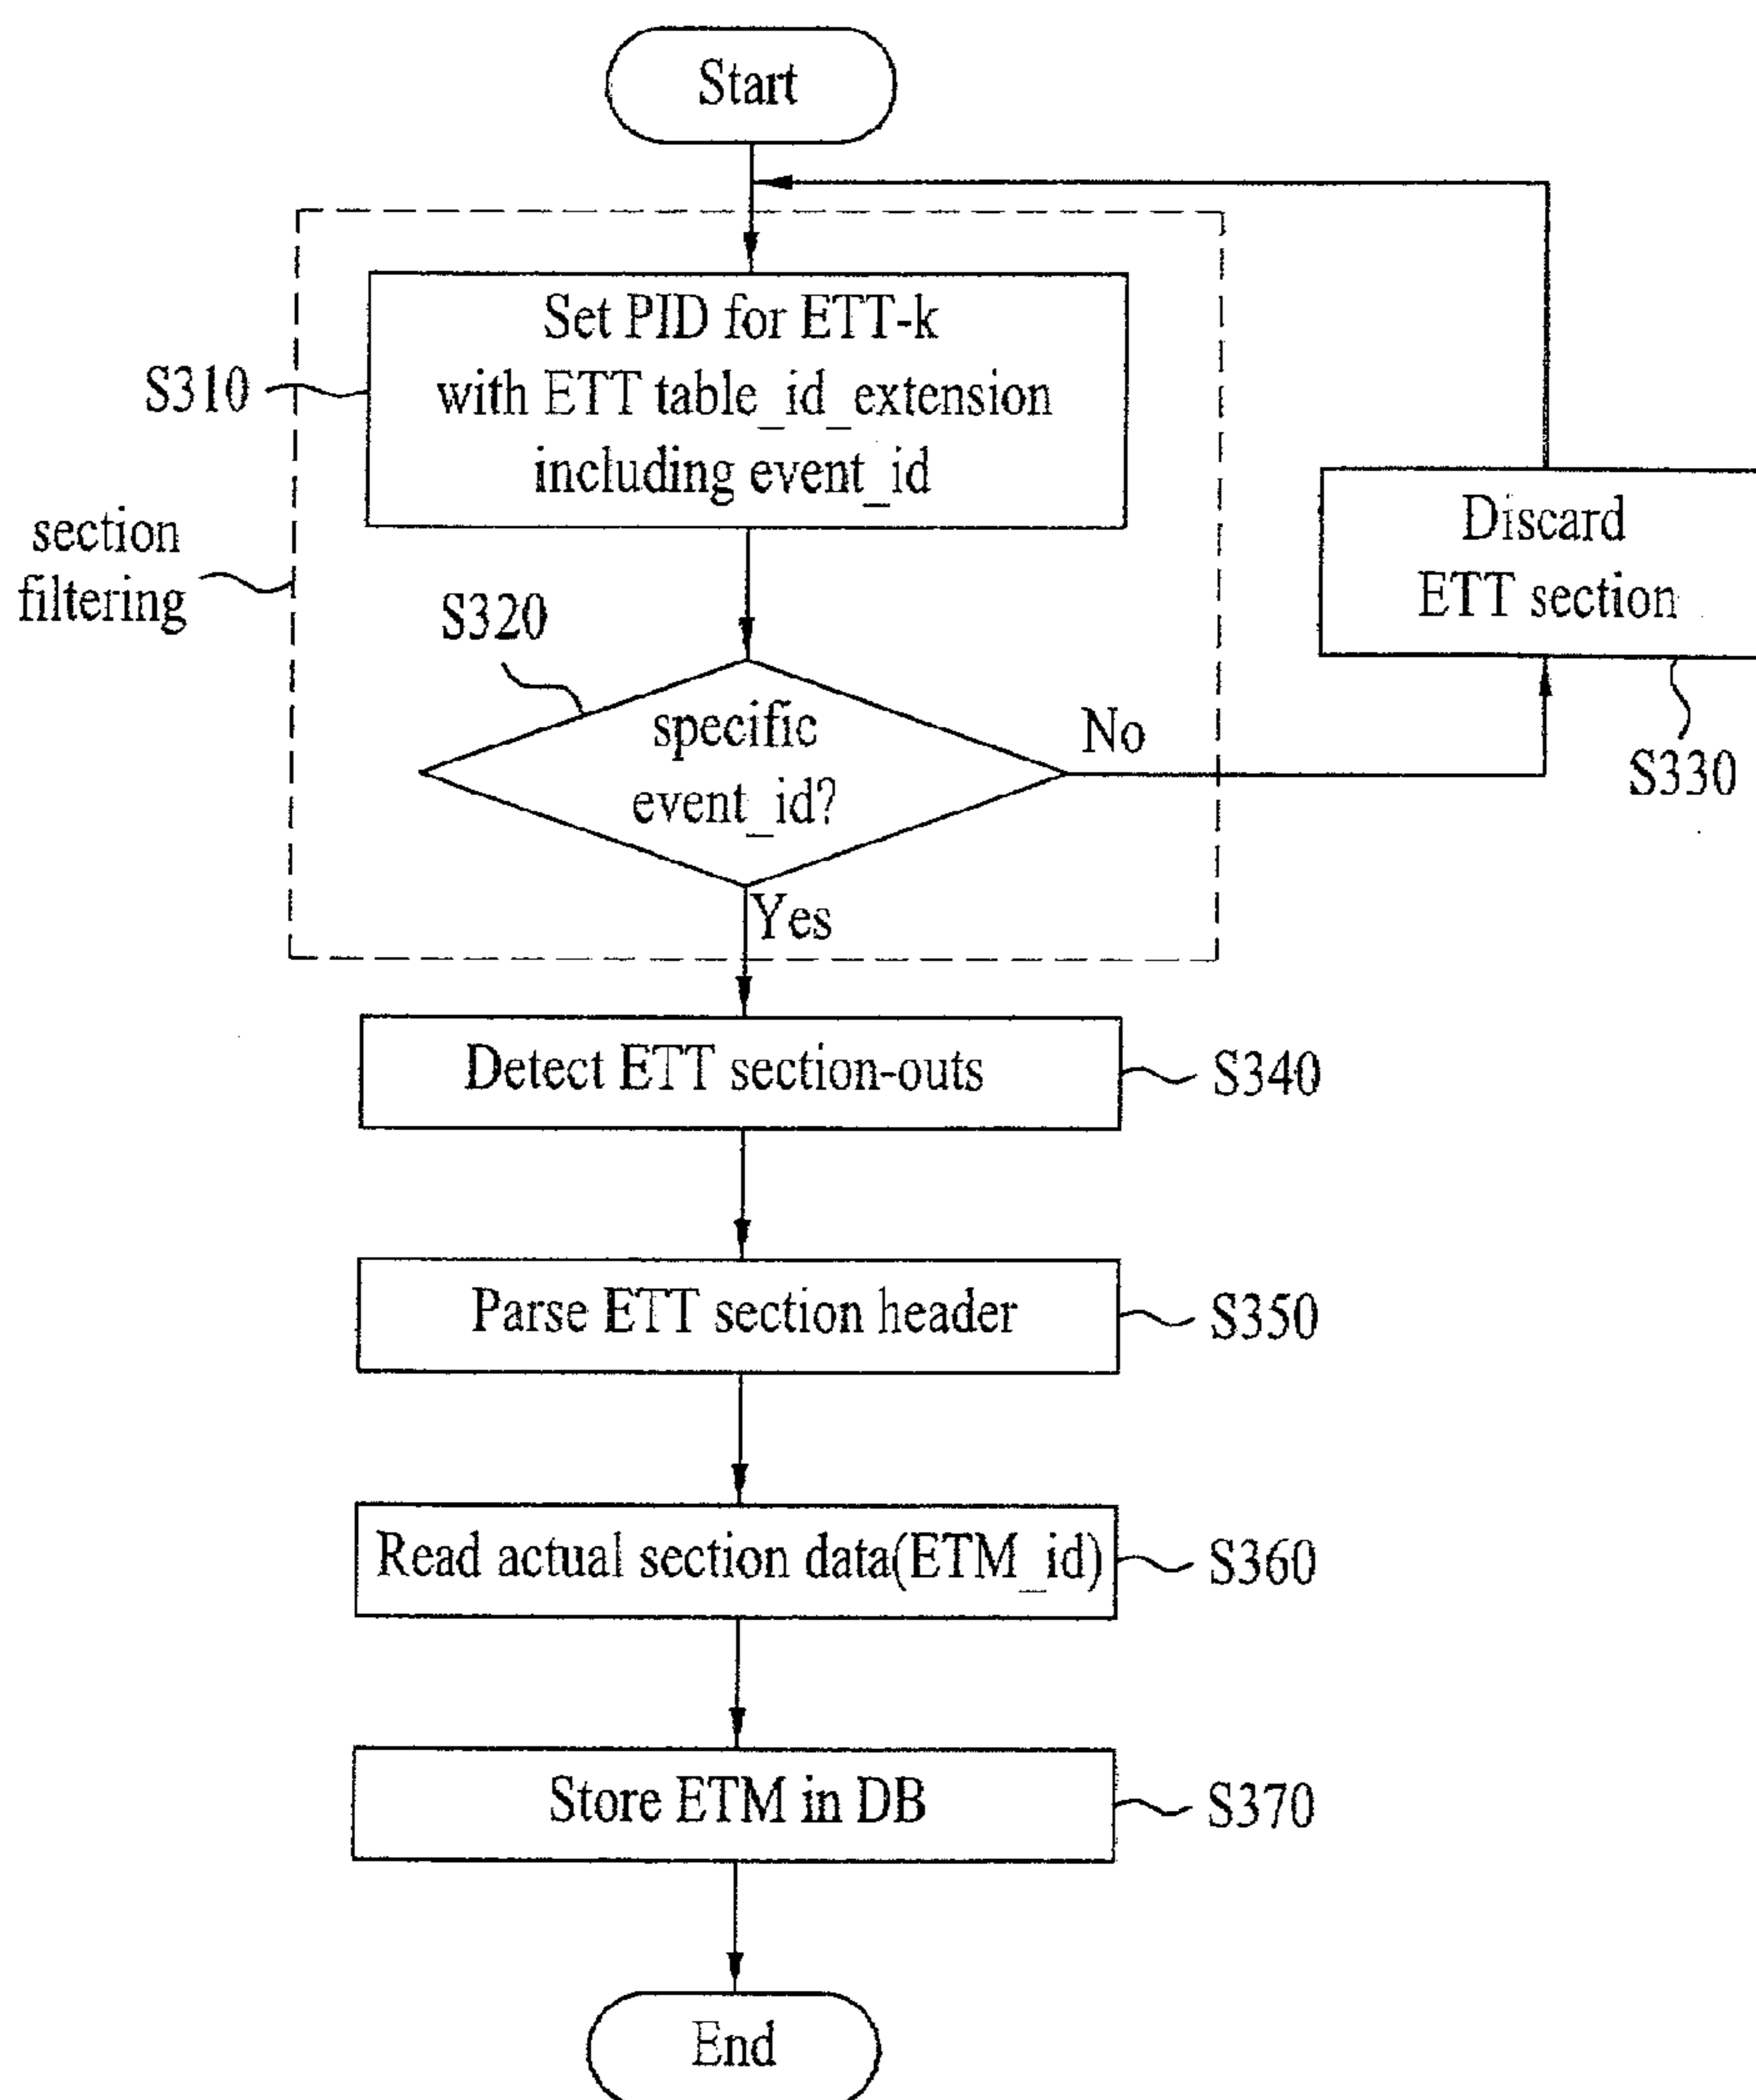 Start
Set PID for ETT-k
with ETT table_id_extension
including event_id
S310
section
filtering
Discard
ETT section
S330
S320
specific
event_id?
No
Yes
Detect ETT section-outs
S340
Parse ETT section header
S350
Read actual section data(ETM_id)
S360
Store ETM in DB
S370
End